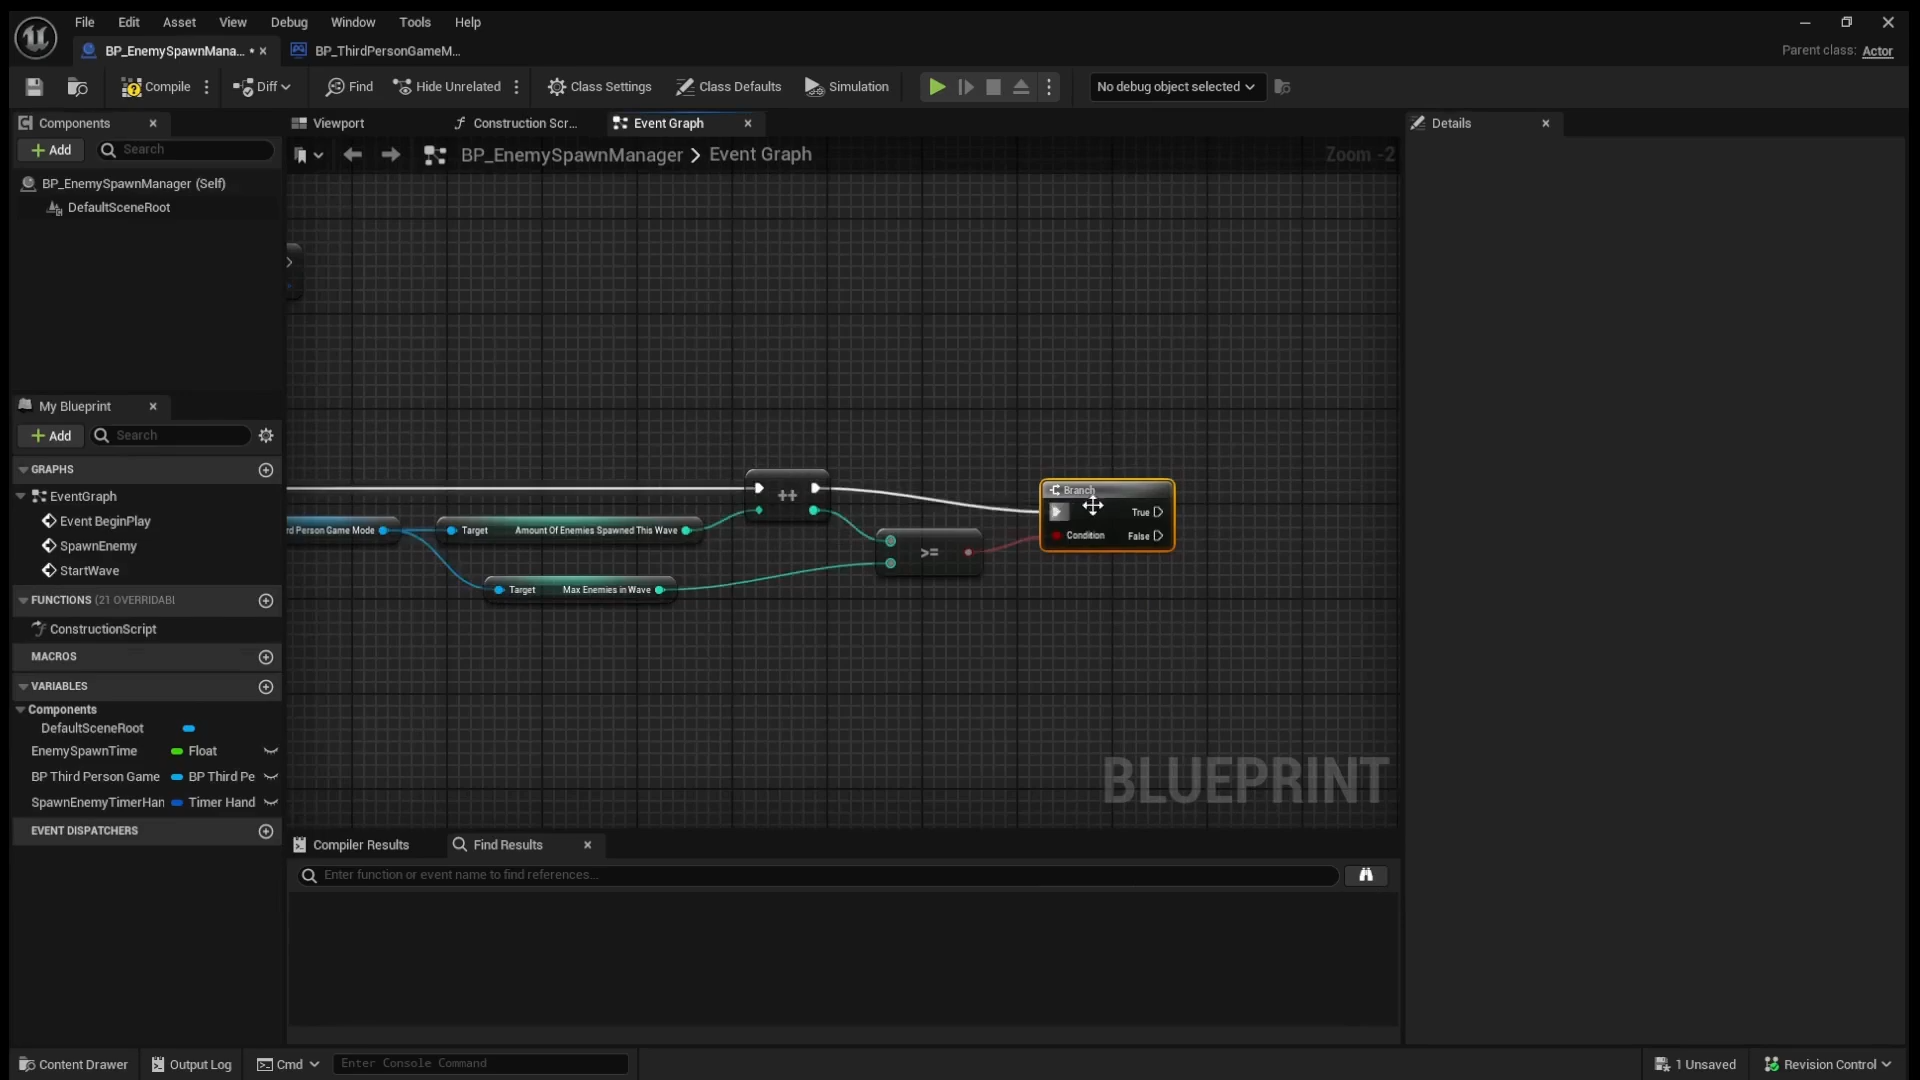 File Edit Asset View Debug Window Tools Help
BP_EnemySpawnMana... • BP_ThirdPersonGameM... Parent class: Actor
Compile Diff Find Hide Unrelated Class Settings Class Defaults Simulation No debug object selected
Components Viewport Construction Scr... Event Graph Details
Add Search BP_EnemySpawnManager > Event Graph Zoom -2
BP_EnemySpawnManager (Self)
DefaultSceneRoot
My Blueprint
Add Search
GRAPHS
EventGraph
Event BeginPlay
SpawnEnemy
StartWave
FUNCTIONS (21 OVERRIDABL
ConstructionScript
MACROS
VARIABLES
Components
DefaultSceneRoot
EnemySpawnTime Float
BP Third Person Game BP Third Pe
SpawnEnemyTimerHan Timer Hand
EVENT DISPATCHERS
++
Branch
True
rd Person Game Mode Target Amount Of Enemies Spawned This Wave
Condition False
>=
Target Max Enemies in Wave
BLUEPRINT
Compiler Results Find Results
Enter function or event name to find references...
Content Drawer Output Log Cmd Enter Console Command 1 Unsaved Revision Control